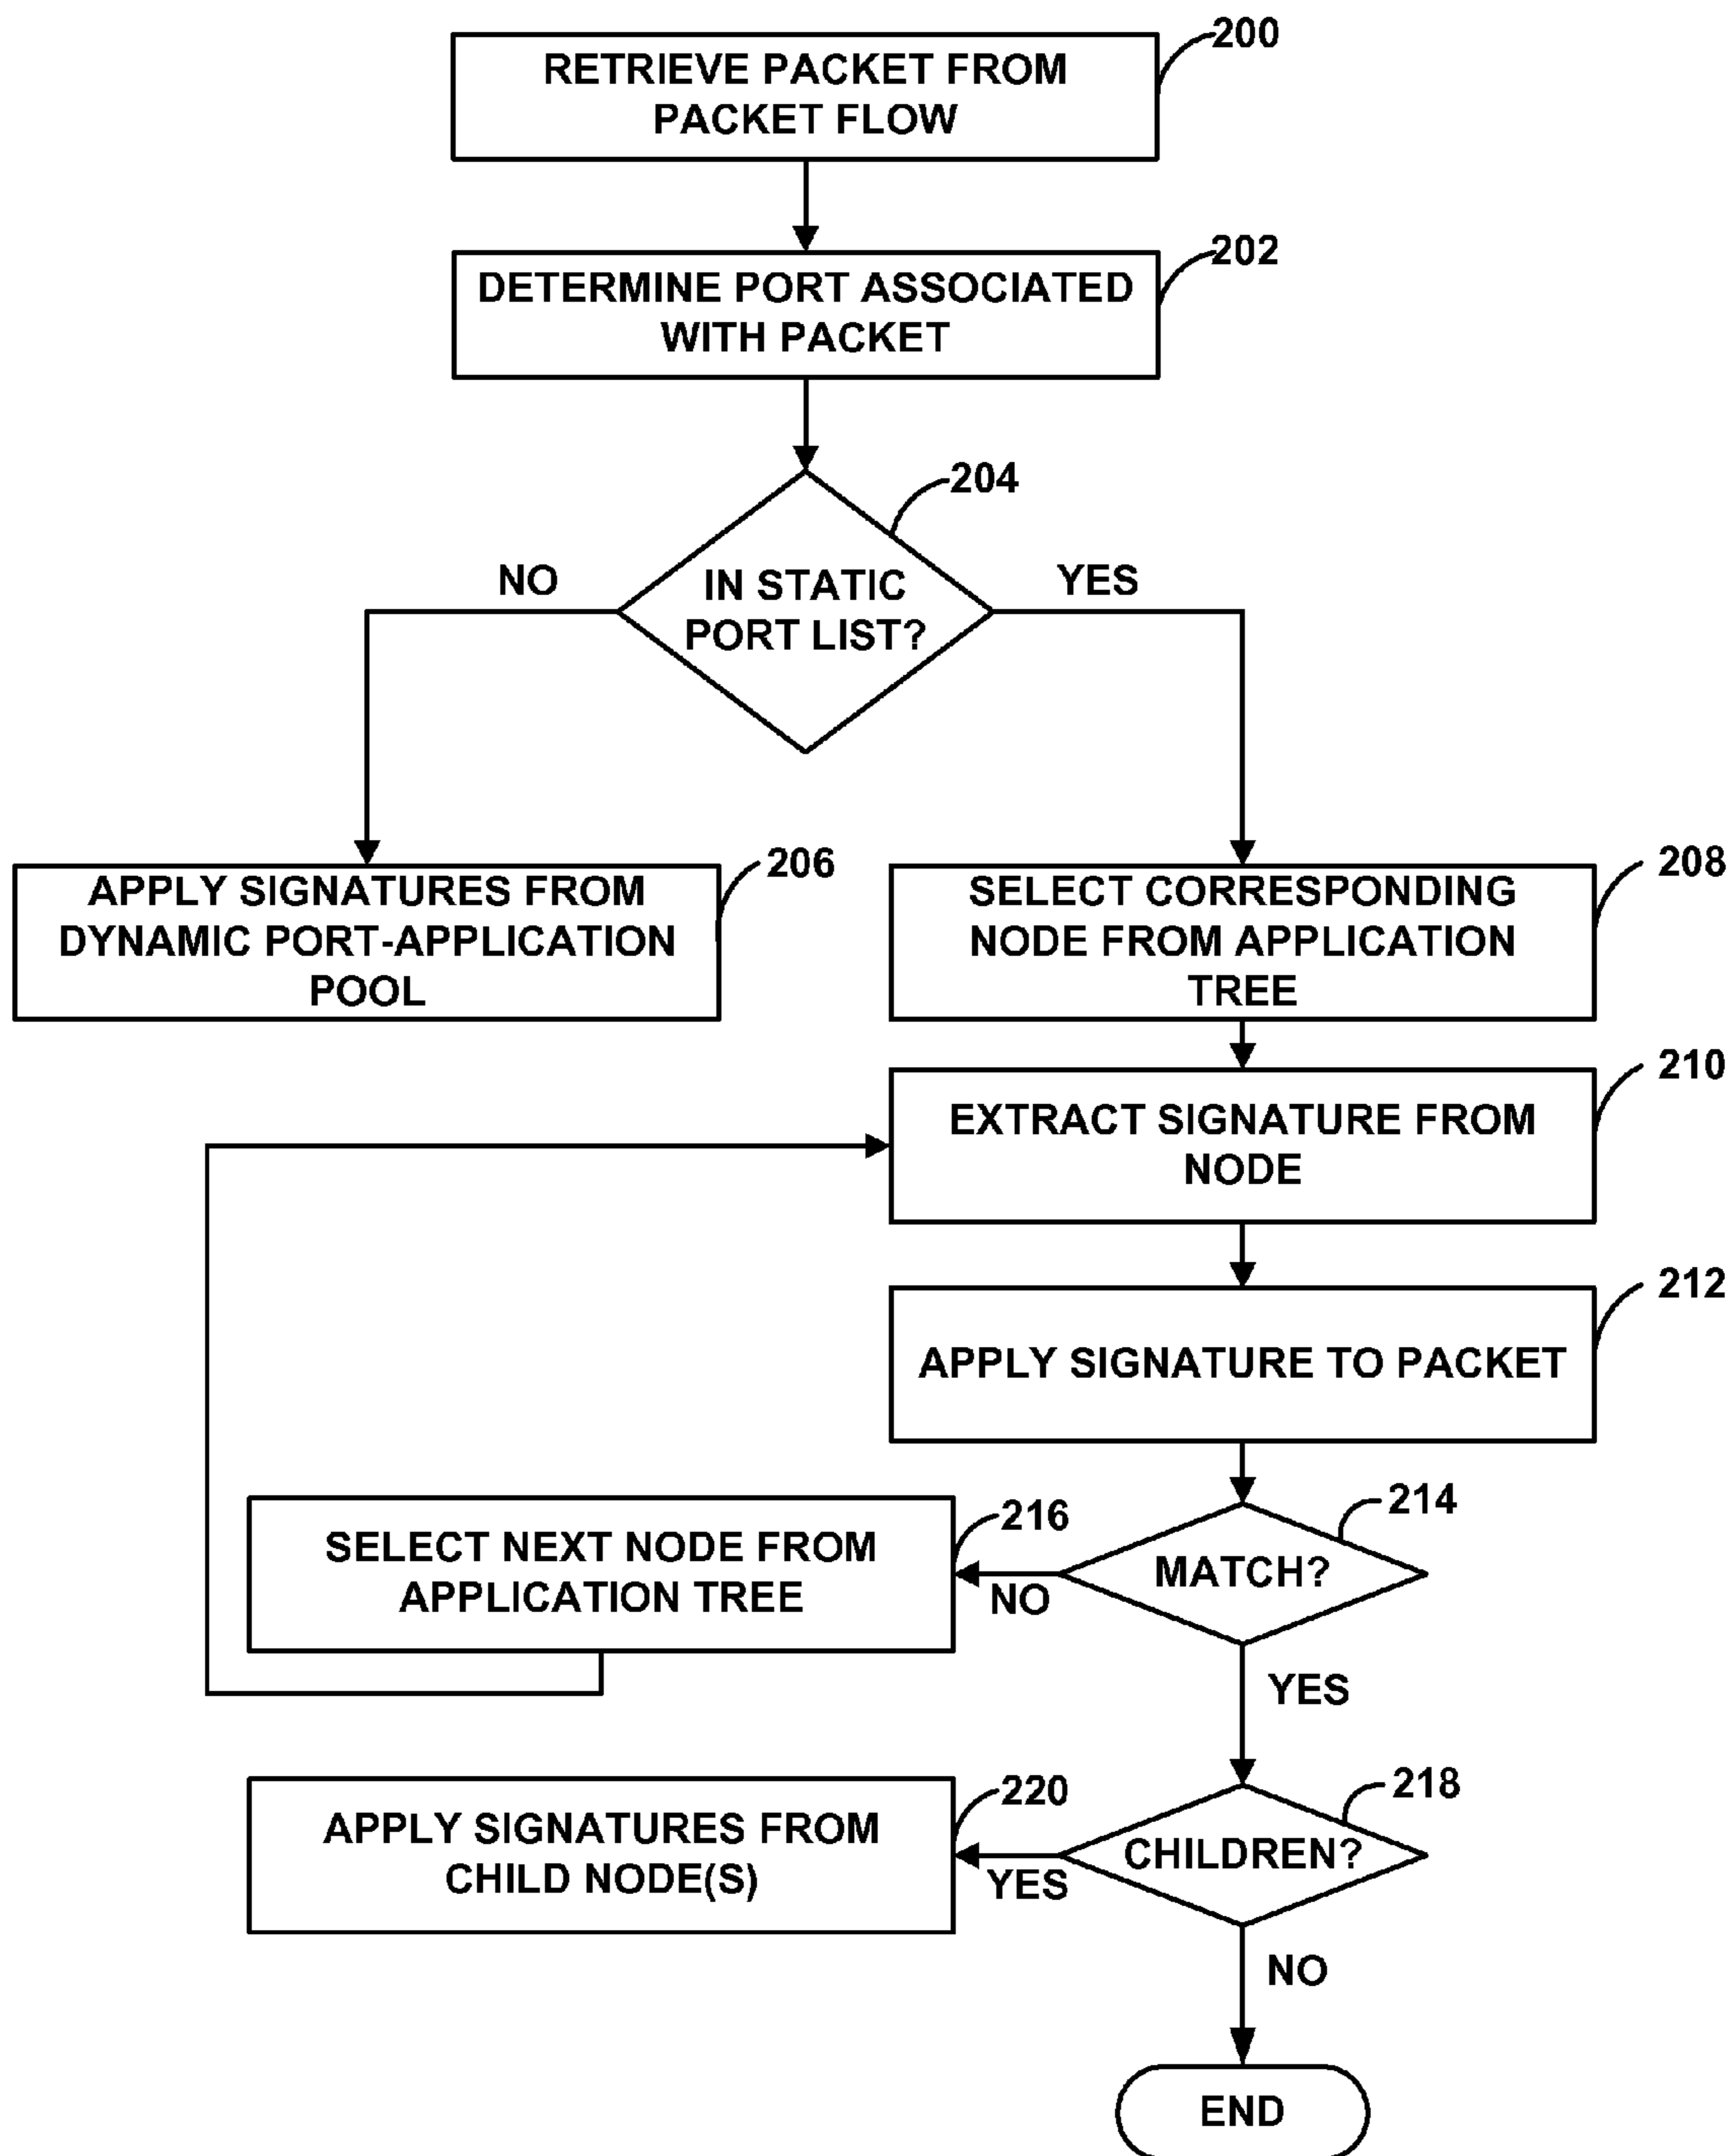 200
RETRIEVE PACKET FROM
PACKET FLOW
202
DETERMINE PORT ASSOCIATED
WITH PACKET
204
IN STATIC
PORT LIST?
NO
YES
206
APPLY SIGNATURES FROM
DYNAMIC PORT-APPLICATION
POOL
208
SELECT CORRESPONDING
NODE FROM APPLICATION
TREE
210
EXTRACT SIGNATURE FROM
NODE
212
APPLY SIGNATURE TO PACKET
214
MATCH?
NO
216
SELECT NEXT NODE FROM
APPLICATION TREE
YES
218
CHILDREN?
YES
220
APPLY SIGNATURES FROM
CHILD NODE(S)
NO
END